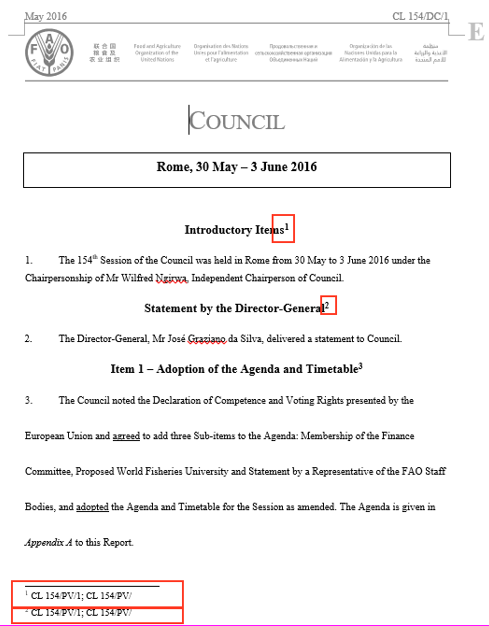 May 2016 CL 154/DC/1
E
FAO
FIAT PANIS
联合国
粮食及
农业组织
Food and Agriculture
Organization of the
United Nations
Organisation des Nations
Unies pour l'alimentation
et l'agriculture
Продовольственная и
сельскохозяйственная организация
Объединенных Наций
Organización de las
Naciones Unidas para la
Alimentación y la Agricultura
منظمة
الأغذية والزراعة
للأمم المتحدة
COUNCIL
Rome, 30 May – 3 June 2016
Introductory Items¹
1. The 154th Session of the Council was held in Rome from 30 May to 3 June 2016 under the
Chairpersonship of Mr Wilfred Ngirwa, Independent Chairperson of Council.
Statement by the Director-General²
2. The Director-General, Mr José Graziano da Silva, delivered a statement to Council.
Item 1 – Adoption of the Agenda and Timetable³
3. The Council noted the Declaration of Competence and Voting Rights presented by the
European Union and agreed to add three Sub-items to the Agenda: Membership of the Finance
Committee, Proposed World Fisheries University and Statement by a Representative of the FAO Staff
Bodies, and adopted the Agenda and Timetable for the Session as amended. The Agenda is given in
Appendix A to this Report.
¹ CL 154/PV/1; CL 154/PV/
² CL 154/PV/1; CL 154/PV/